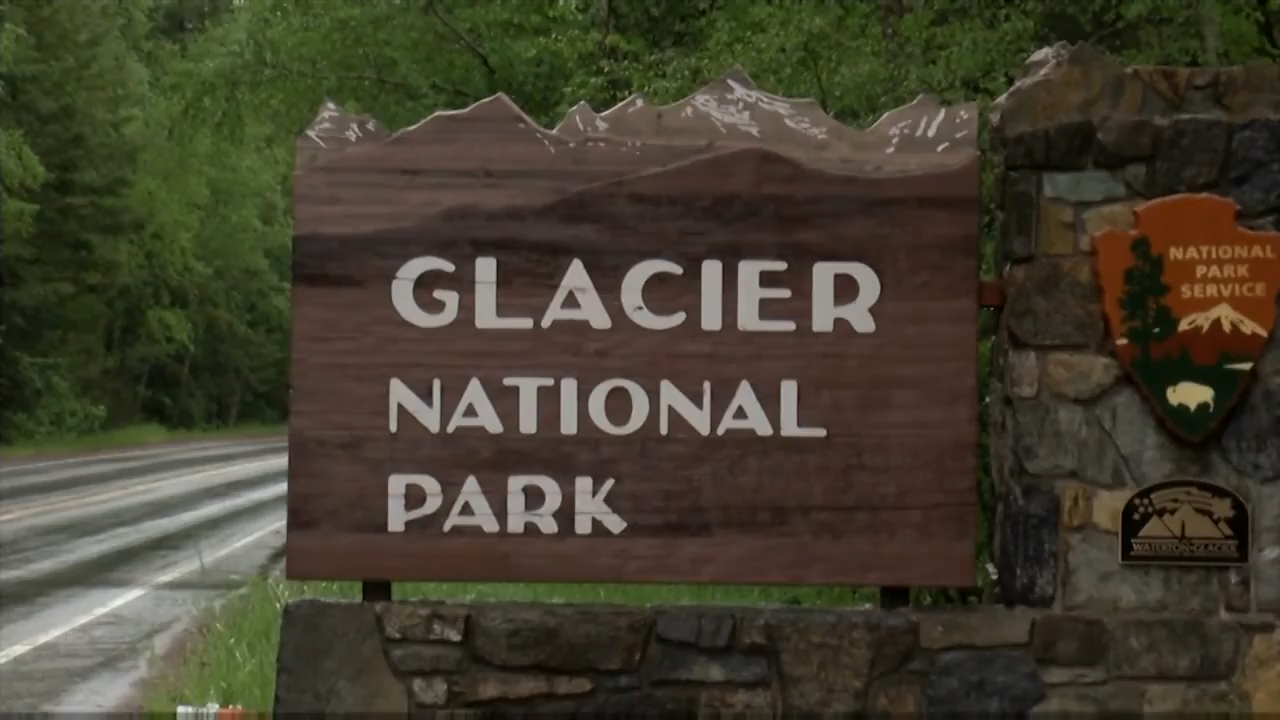 GLACIER
NATIONAL
PARK
NATIONAL
PARK
SERVICE
WATERTON-GLACIER